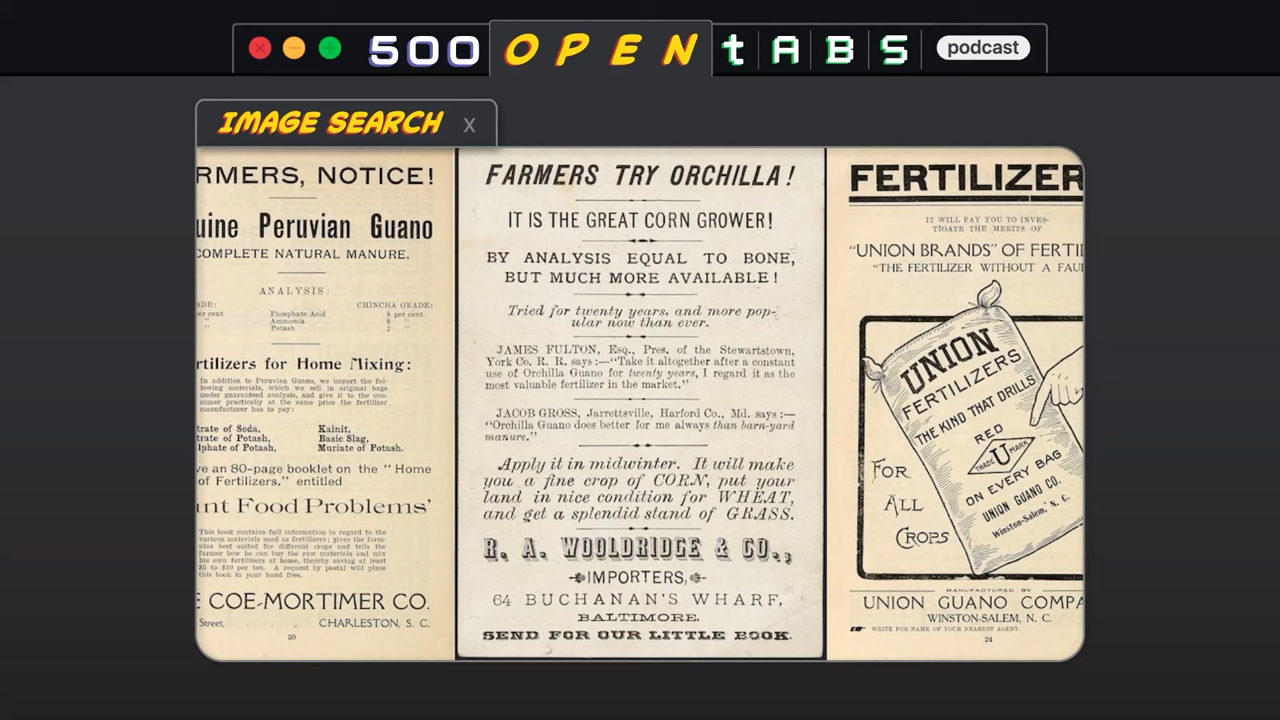 500 OPEN tABS podcast
IMAGE SEARCH x
RMERS, NOTICE!
uine Peruvian Guano
COMPLETE NATURAL MANURE.
ANALYSIS:
ADE: CHINCHA GRADE:
per cent Phosphate Acid 9 per cent.
" Ammonia 9 "
" Potash 2 "
rtilizers for Home Mixing:
In addition to Peruvian Guano, we import the fol-
lowing materials, which we sell in original bags
under guaranteed analysis, and give it to the con-
sumer practically at the same price the fertilizer
manufacturer has to pay:
trate of Soda, Kainit,
trate of Potash, Basic Slag,
lphate of Potash, Muriate of Potash.
ve an 80-page booklet on the "Home
of Fertilizers," entitled
nt Food Problems'
This book contains full information in regard to the
various materials used as fertilizers; gives the form-
ulas best suited for different crops and tells the
farmer how he can buy the raw materials and mix
his own fertilizers at home, thereby saving at least
$5 to $10 per ton. A request by postal will place
this book in your hand free.
E COE-MORTIMER CO.
Street, . . . CHARLESTON, S. C.
FARMERS TRY ORCHILLA!
IT IS THE GREAT CORN GROWER!
BY ANALYSIS EQUAL TO BONE,
BUT MUCH MORE AVAILABLE!
Tried for twenty years, and more pop-
ular now than ever.
JAMES FULTON, Esq., Pres. of the Stewartstown,
York Co. R. R. says:—"Take it altogether after a constant
use of Orchilla Guano for twenty years, I regard it as the
most valuable fertilizer in the market."
JACOB GROSS, Jarrettsville, Harford Co., Md. says:—
"Orchilla Guano does better for me always than barn-yard
manure."
Apply it in midwinter. It will make
you a fine crop of CORN, put your
land in nice condition for WHEAT,
and get a splendid stand of GRASS.
R. A. WOOLDRIDGE & CO.,
IMPORTERS,
64 BUCHANAN'S WHARF,
BALTIMORE.
SEND FOR OUR LITTLE BOOK.
FERTILIZER
IT WILL PAY YOU TO INVES-
TIGATE THE MERITS OF
"UNION BRANDS" OF FERTI
"THE FERTILIZER WITHOUT A FAU
UNION
FERTILIZERS
THE KIND THAT DRILLS
RED
TRADE U MARK
ON EVERY BAG
UNION GUANO CO.
Winston-Salem, N. C.
FOR
ALL
CROPS
MANUFACTURED BY
UNION GUANO COMPA
WINSTON-SALEM, N. C.
WRITE FOR NAME OF YOUR NEAREST AGENT.
24